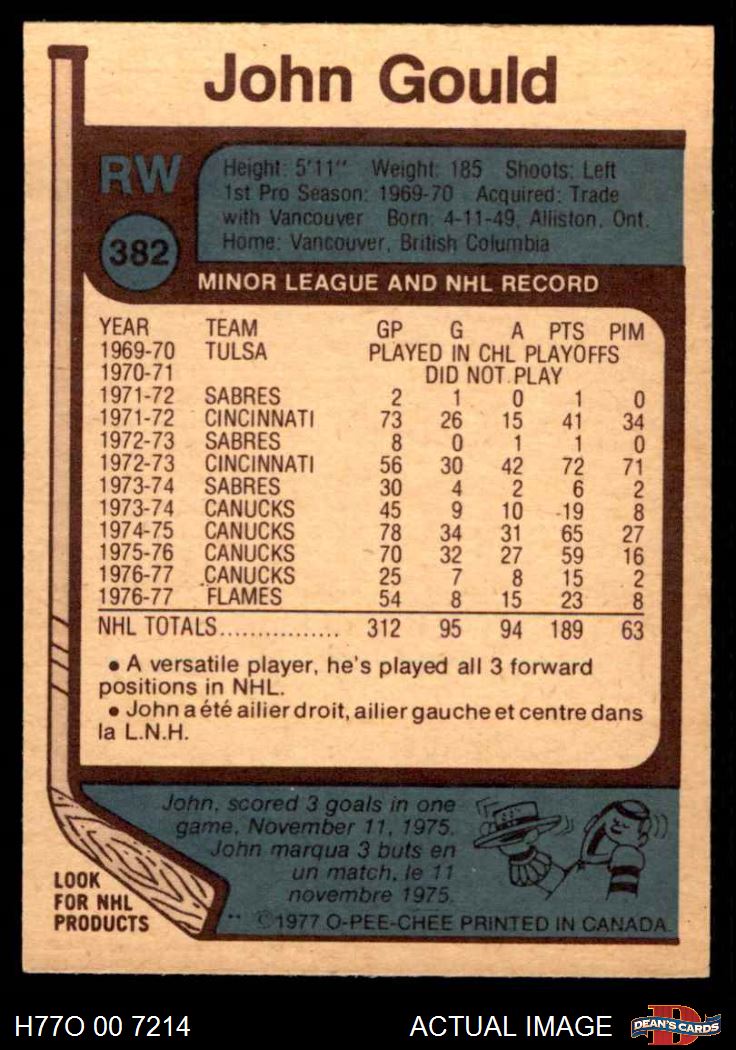 John Gould
RW
382
Height: 5'11" Weight: 185 Shoots: Left
1st Pro Season: 1969-70 Acquired: Trade
with Vancouver Born: 4-11-49, Alliston, Ont.
Home: Vancouver, British Columbia
MINOR LEAGUE AND NHL RECORD
YEAR TEAM GP G A PTS PIM
1969-70 TULSA PLAYED IN CHL PLAYOFFS
1970-71 DID NOT PLAY
1971-72 SABRES 2 1 0 1 0
1971-72 CINCINNATI 73 26 15 41 34
1972-73 SABRES 8 0 1 1 0
1972-73 CINCINNATI 56 30 42 72 71
1973-74 SABRES 30 4 2 6 2
1973-74 CANUCKS 45 9 10 19 8
1974-75 CANUCKS 78 34 31 65 27
1975-76 CANUCKS 70 32 27 59 16
1976-77 CANUCKS 25 7 8 15 2
1976-77 FLAMES 54 8 15 23 8
NHL TOTALS................ 312 95 94 189 63
• A versatile player, he's played all 3 forward
positions in NHL.
• John a été ailier droit, ailier gauche et centre dans
la L.N.H.
John, scored 3 goals in one
game, November 11, 1975.
John marqua 3 buts en
un match, le 11
novembre 1975.
LOOK
FOR NHL
PRODUCTS
** ©1977 O-PEE-CHEE PRINTED IN CANADA.
H77O 00 7214
ACTUAL IMAGE
DEAN'S CARDS